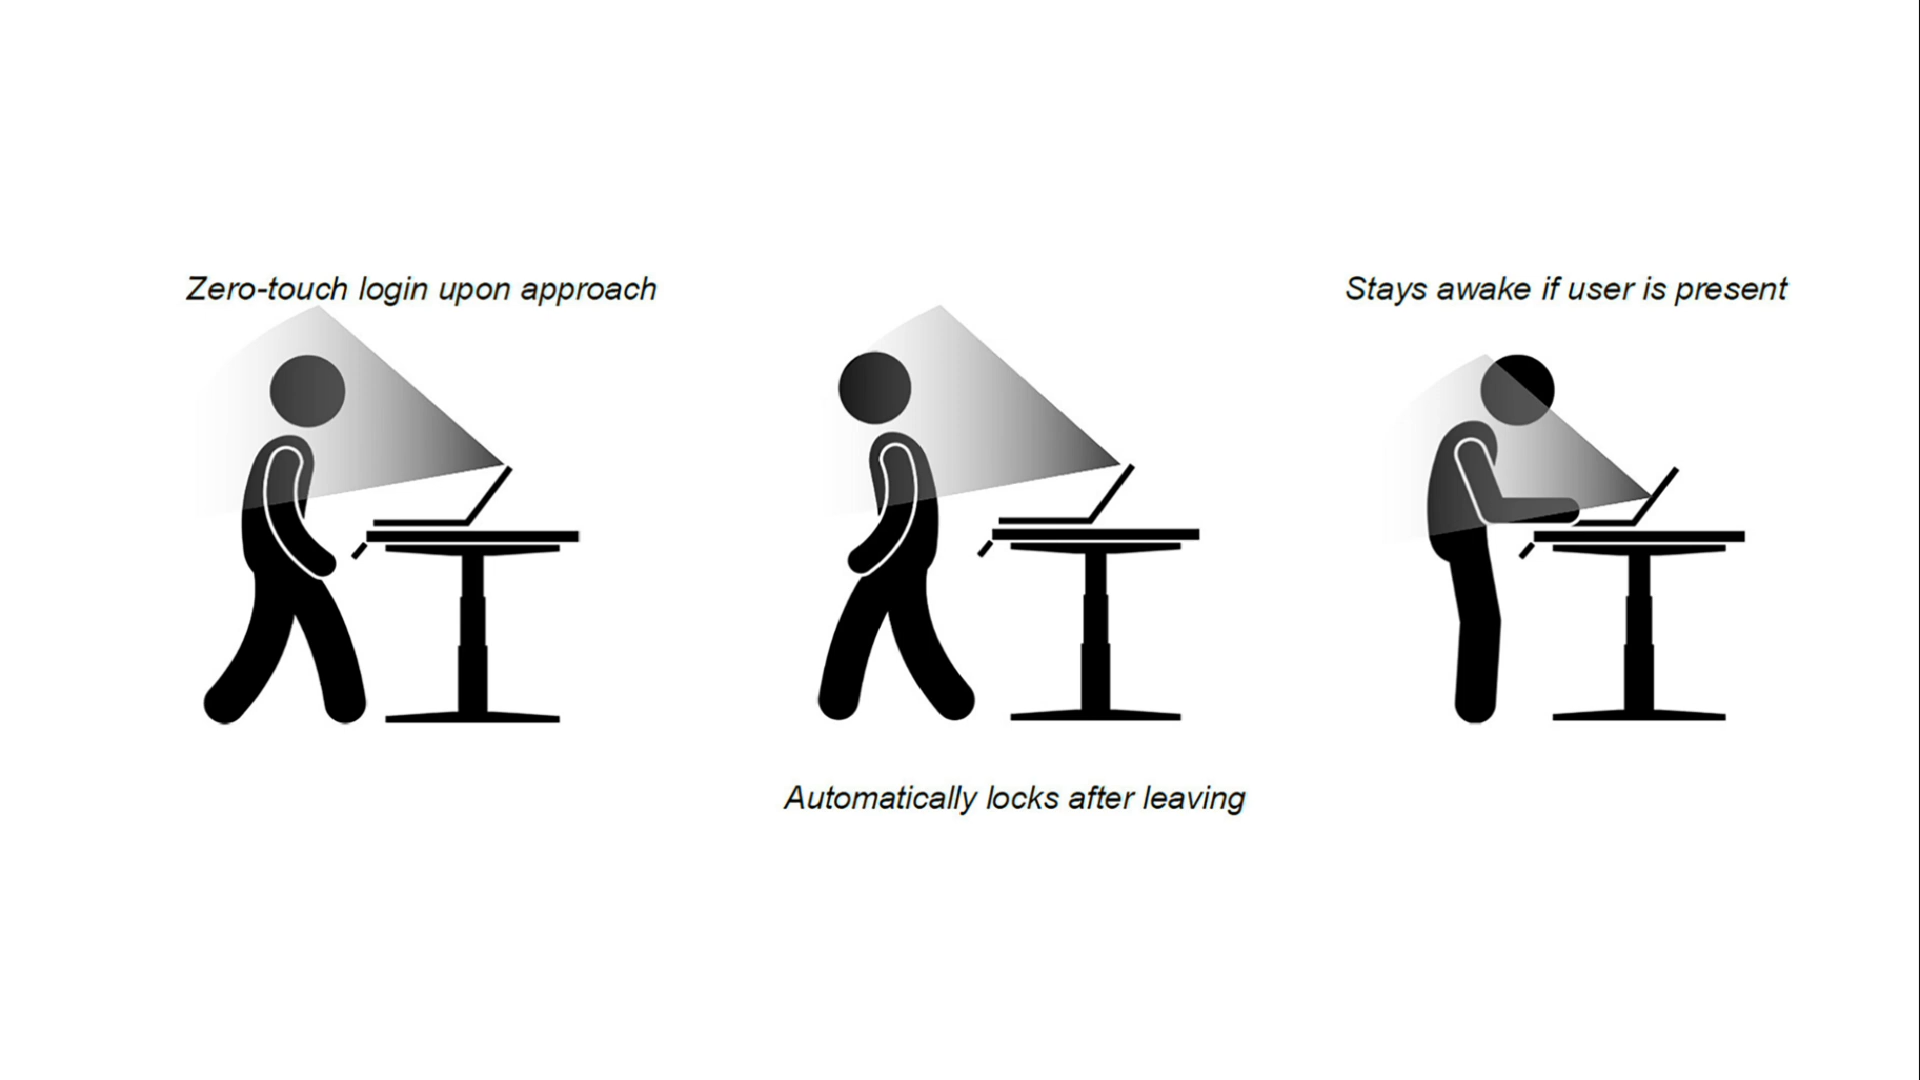 Zero-touch login upon approach
Stays awake if user is present
Automatically locks after leaving